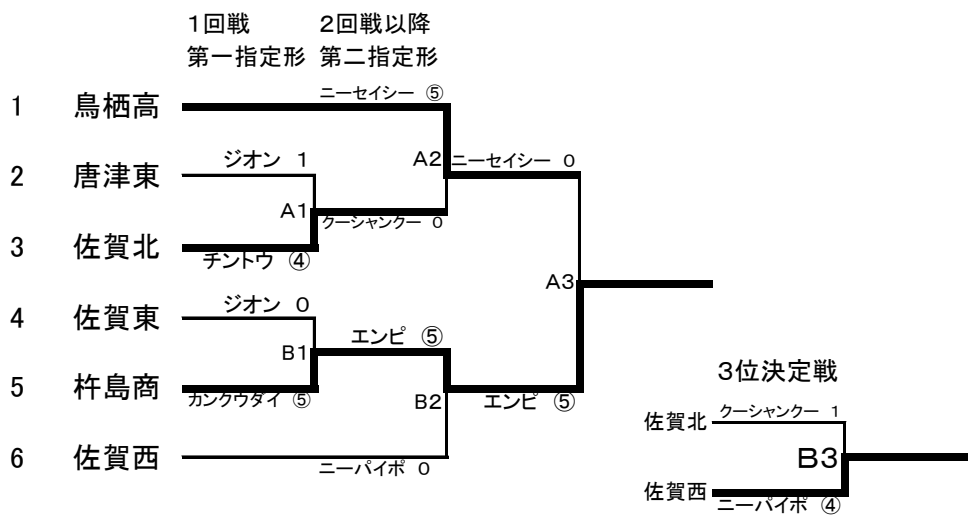 1回戦 2回戦以降
第一指定形 第二指定形
ニーセイシー ⑤
1 鳥栖高
ジオン 1
A2 ニーセイシー 0
2 唐津東
A1
クーシャンクー 0
3 佐賀北
チントウ ④
A3
ジオン 0
4 佐賀東
エンピ ⑤
B1
3位決定戦
5 杵島商
カンクウダイ ⑤
B2 エンピ ⑤
佐賀北 クーシャンクー 1
6 佐賀西
ニーパイポ 0
B3
佐賀西 ニーパイポ ④